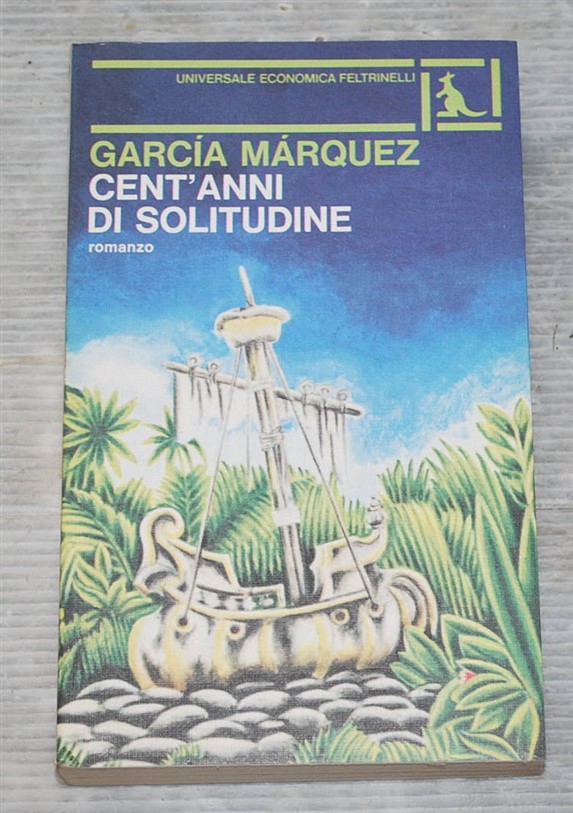 UNIVERSALE ECONOMICA FELTRINELLI
GARCÍA MÁRQUEZ
CENT'ANNI
DI SOLITUDINE
romanzo